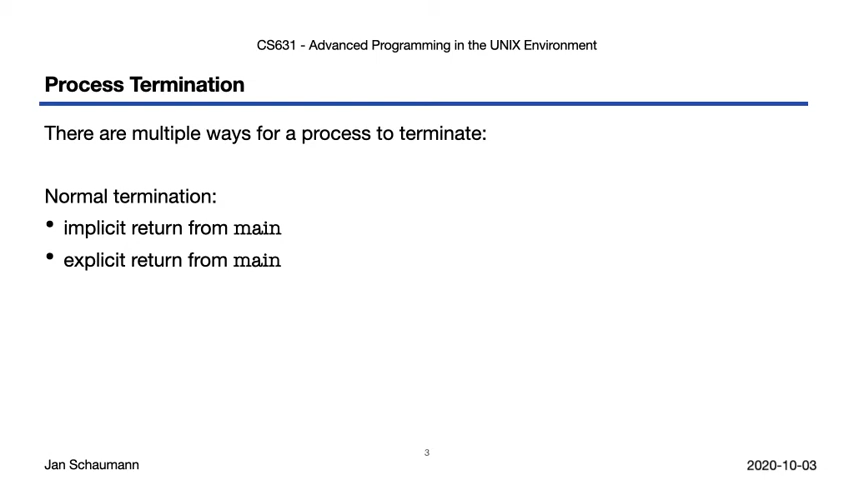 CS631 - Advanced Programming in the UNIX Environment
Process Termination
There are multiple ways for a process to terminate:
Normal termination:
• implicit return from main
• explicit return from main
3
Jan Schaumann
2020-10-03